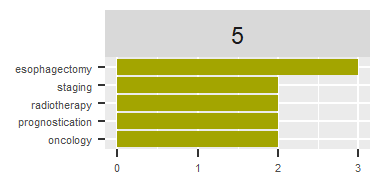 5
esophagectomy
staging
radiotherapy
prognostication
oncology
0 1 2 3